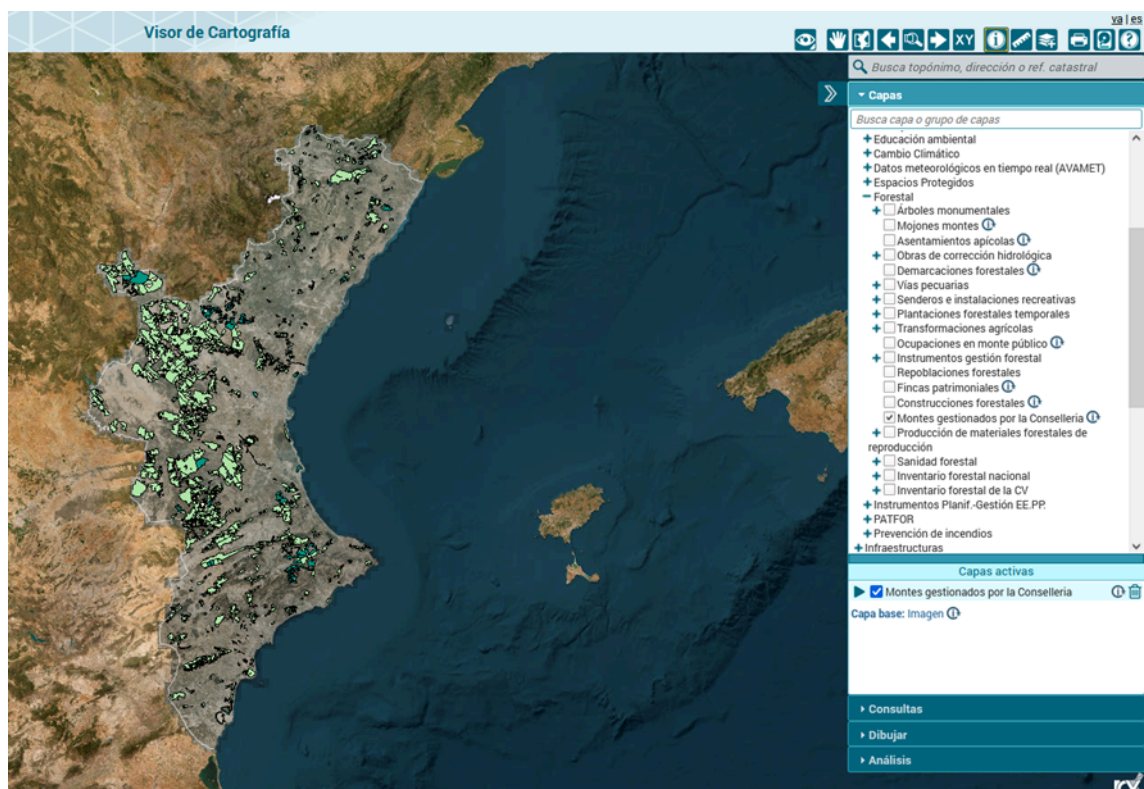 va | es
Visor de Cartografía
XY
Busca topónimo, dirección o ref. catastral
Capas
Busca capa o grupo de capas
Educación ambiental
Cambio Climático
Datos meteorológicos en tiempo real (AVAMET)
Espacios Protegidos
Forestal
Árboles monumentales
Mojones montes
Asentamientos apícolas
Obras de corrección hidrológica
Demarcaciones forestales
Vías pecuarias
Senderos e instalaciones recreativas
Plantaciones forestales temporales
Transformaciones agrícolas
Ocupaciones en monte público
Instrumentos gestión forestal
Repoblaciones forestales
Fincas patrimoniales
Construcciones forestales
Montes gestionados por la Conselleria
Producción de materiales forestales de
reproducción
Sanidad forestal
Inventario forestal nacional
Inventario forestal de la CV
Instrumentos Planif.-Gestión EE.PP.
PATFOR
Prevención de incendios
Infraestructuras
Capas activas
Montes gestionados por la Conselleria
Capa base: Imagen
Consultas
Dibujar
Análisis